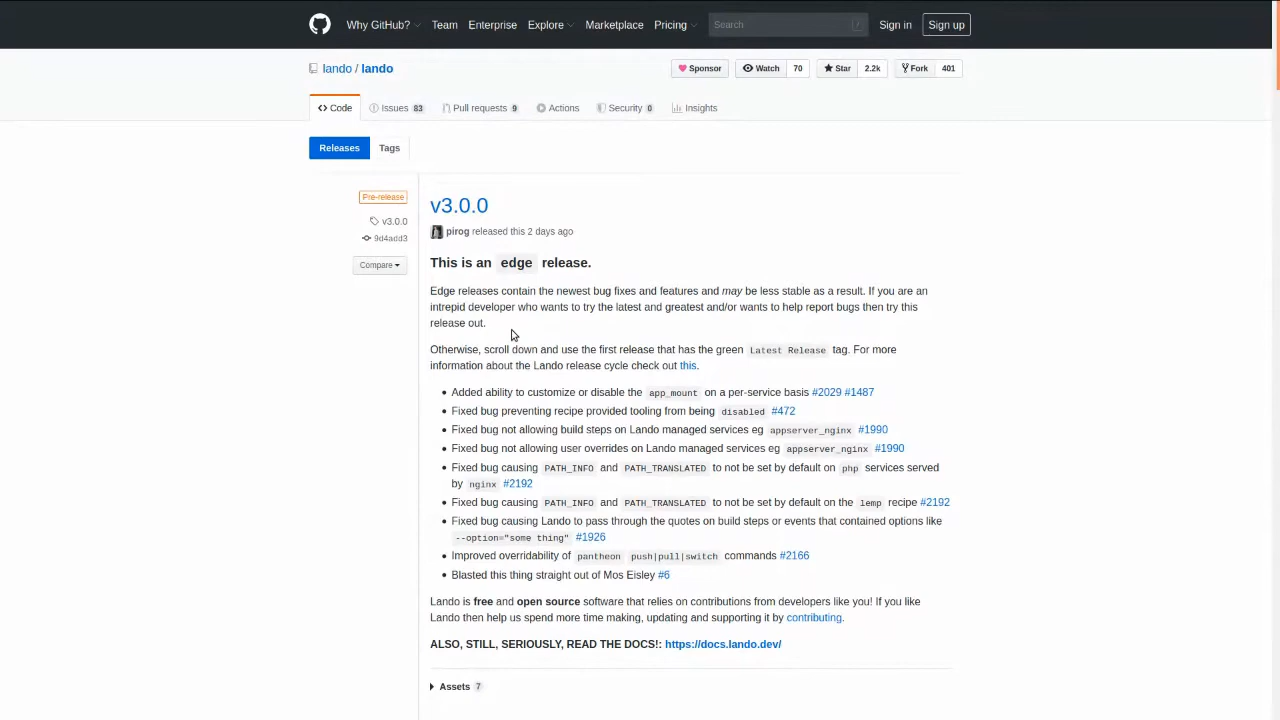 Why GitHub? Team Enterprise Explore Marketplace Pricing Search / Sign in Sign up
lando / lando Sponsor Watch 70 Star 2.2k Fork 401
Code Issues 83 Pull requests 9 Actions Security 0 Insights
Releases Tags
Pre-release
v3.0.0
9d4add3
Compare
v3.0.0
pirog released this 2 days ago
This is an edge release.
Edge releases contain the newest bug fixes and features and may be less stable as a result. If you are an
intrepid developer who wants to try the latest and greatest and/or wants to help report bugs then try this
release out.
Otherwise, scroll down and use the first release that has the green Latest Release tag. For more
information about the Lando release cycle check out this.
• Added ability to customize or disable the app_mount on a per-service basis #2029 #1487
• Fixed bug preventing recipe provided tooling from being disabled #472
• Fixed bug not allowing build steps on Lando managed services eg appserver_nginx #1990
• Fixed bug not allowing user overrides on Lando managed services eg appserver_nginx #1990
• Fixed bug causing PATH_INFO and PATH_TRANSLATED to not be set by default on php services served
by nginx #2192
• Fixed bug causing PATH_INFO and PATH_TRANSLATED to not be set by default on the lemp recipe #2192
• Fixed bug causing Lando to pass through the quotes on build steps or events that contained options like
--option="some thing" #1926
• Improved overridability of pantheon push|pull|switch commands #2166
• Blasted this thing straight out of Mos Eisley #6
Lando is free and open source software that relies on contributions from developers like you! If you like
Lando then help us spend more time making, updating and supporting it by contributing.
ALSO, STILL, SERIOUSLY, READ THE DOCS!: https://docs.lando.dev/
Assets 7